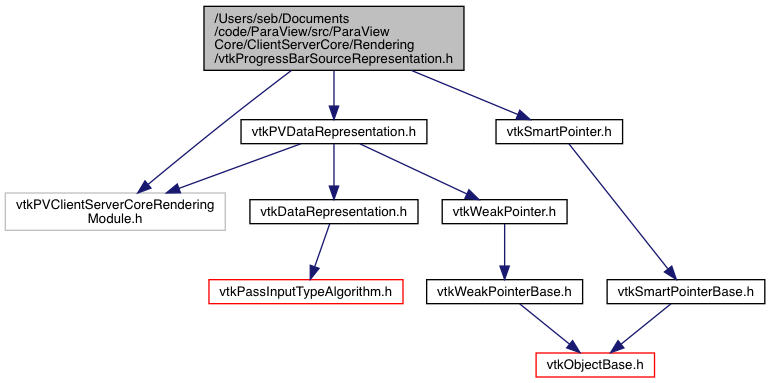 /Users/seb/Documents
/code/ParaView/src/ParaView
Core/ClientServerCore/Rendering
/vtkProgressBarSourceRepresentation.h
vtkPVDataRepresentation.h
vtkSmartPointer.h
vtkPVClientServerCoreRendering
Module.h
vtkDataRepresentation.h
vtkWeakPointer.h
vtkPassInputTypeAlgorithm.h
vtkWeakPointerBase.h
vtkSmartPointerBase.h
vtkObjectBase.h